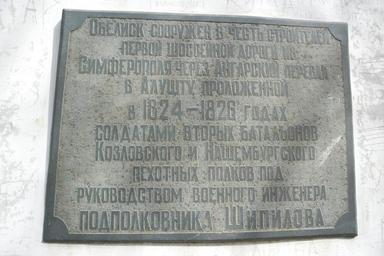 Обелиск сооружен в честь строителей
первой шоссейной дороги из
Симферополя через Ангарский перевал
в Алушту, проложенной
в 1824-1826 годах
солдатами вторых батальонов
Козловского и Нашембургского
пехотных полков под
руководством военного инженера
подполковника Шипилова